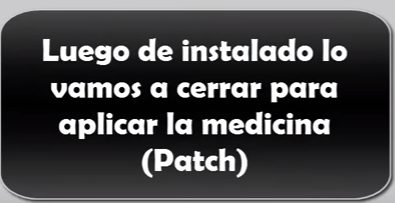 Luego de instalado lo
vamos a cerrar para
aplicar la medicina
(Patch)